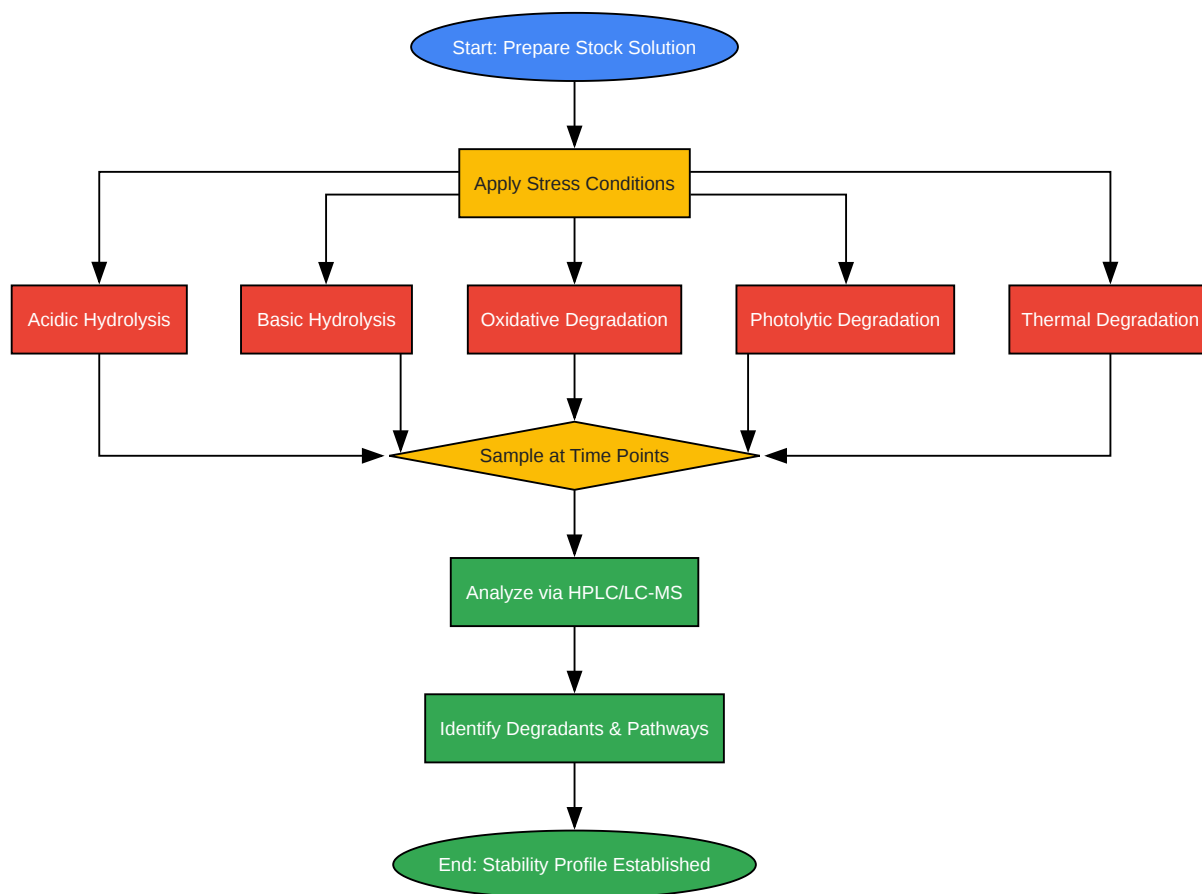 Start: Prepare Stock Solution
Apply Stress Conditions
Acidic Hydrolysis
Basic Hydrolysis
Oxidative Degradation
Photolytic Degradation
Thermal Degradation
Sample at Time Points
Analyze via HPLC/LC-MS
Identify Degradants & Pathways
End: Stability Profile Established